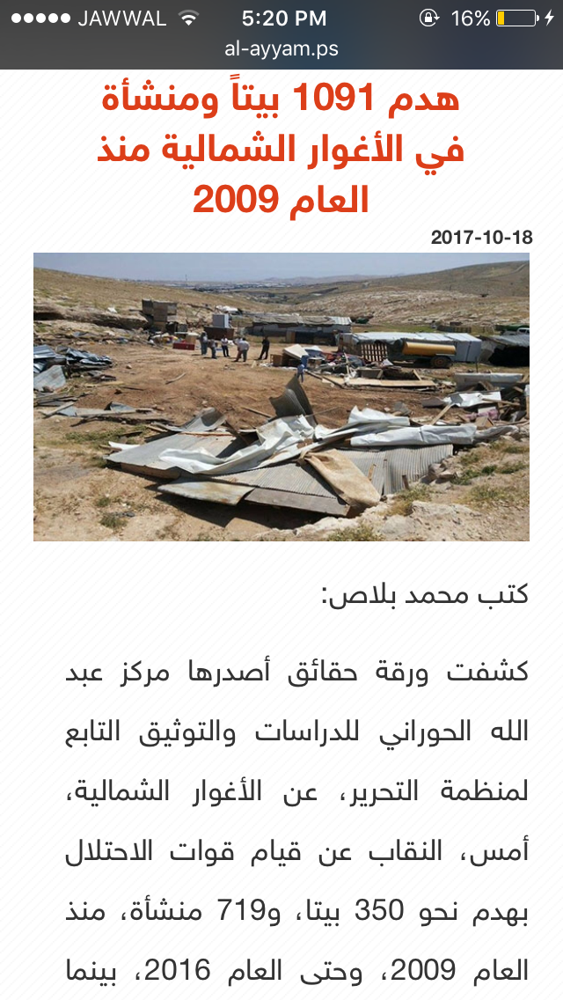 JAWWAL 5:20 PM 16%
al-ayyam.ps
هدم 1091 بيتاً ومنشأة
في الأغوار الشمالية منذ
العام 2009
2017-10-18
كتب محمد بلاص:
كشفت ورقة حقائق أصدرها مركز عبد
الله الحوراني للدراسات والتوثيق التابع
لمنظمة التحرير، عن الأغوار الشمالية،
أمس، النقاب عن قيام قوات الاحتلال
بهدم نحو 350 بيتا، و719 منشأة، منذ
العام 2009، وحتى العام 2016، بينما